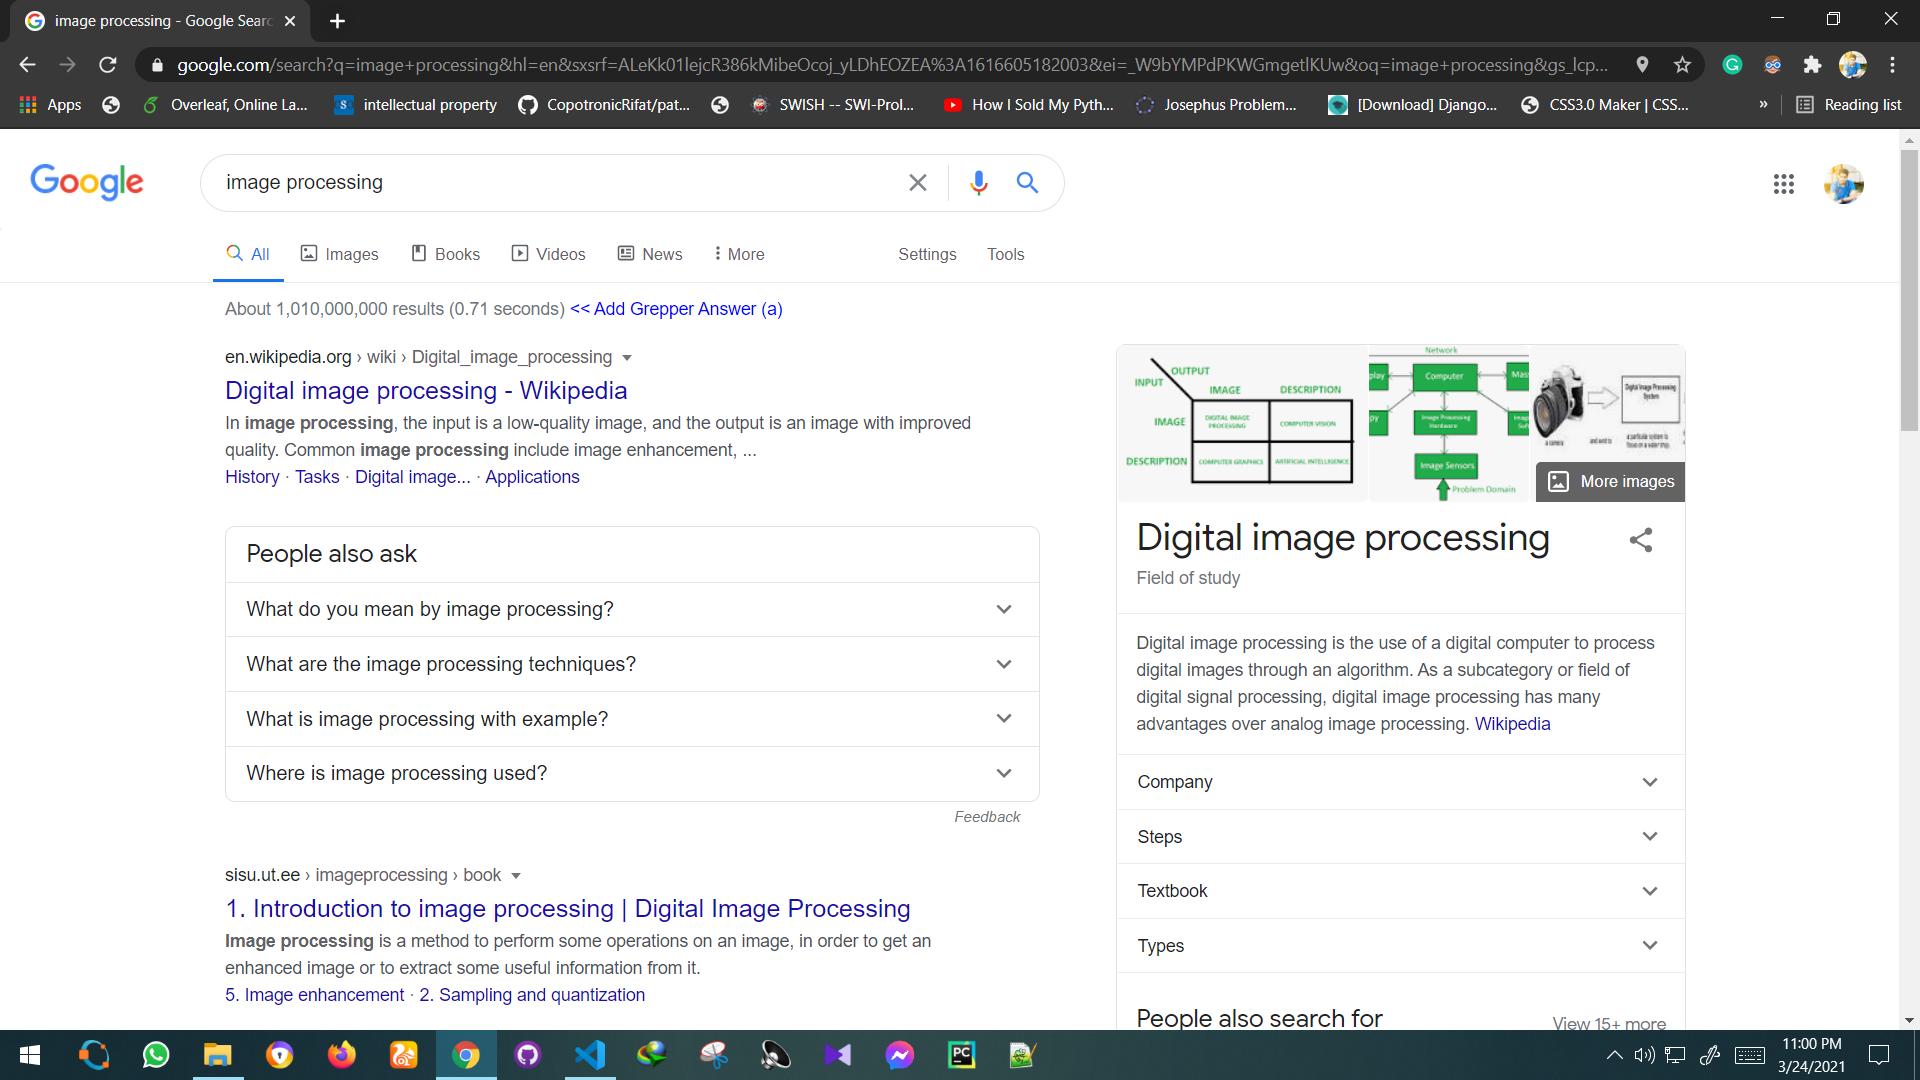 image processing - Google Searc
google.com/search?q=image+processing&hl=en&sxsrf=ALeKk01lejcR386kMibeOcoj_yLDhEOZEA%3A1616605182003&ei=_W9bYMPdPKWGmgetlKUw&oq=image+processing&gs_lcp...
Apps
Overleaf, Online La...
intellectual property
CopotronicRifat/pat...
SWISH -- SWI-Prol...
How I Sold My Pyth...
Josephus Problem...
[Download] Django...
CSS3.0 Maker | CSS...
»
Reading list
Google
image processing
All
Images
Books
Videos
News
More
Settings
Tools
About 1,010,000,000 results (0.71 seconds) << Add Grepper Answer (a)
en.wikipedia.org › wiki › Digital_image_processing
Digital image processing - Wikipedia
In image processing, the input is a low-quality image, and the output is an image with improved
quality. Common image processing include image enhancement, ...
History · Tasks · Digital image... · Applications
People also ask
What do you mean by image processing?
What are the image processing techniques?
What is image processing with example?
Where is image processing used?
Feedback
sisu.ut.ee › imageprocessing › book
1. Introduction to image processing | Digital Image Processing
Image processing is a method to perform some operations on an image, in order to get an
enhanced image or to extract some useful information from it.
5. Image enhancement · 2. Sampling and quantization
OUTPUT
INPUT
IMAGE
DESCRIPTION
IMAGE
DIGITAL IMAGE
PROCESSING
COMPUTER VISION
DESCRIPTION
COMPUTER GRAPHICS
ARTIFICIAL INTELLIGENCE
Network
Computer
Image Processing
Hardware
Image Sensors
Problem Domain
Digital Image Processing
System
a camera
More images
Digital image processing
Field of study
Digital image processing is the use of a digital computer to process
digital images through an algorithm. As a subcategory or field of
digital signal processing, digital image processing has many
advantages over analog image processing. Wikipedia
Company
Steps
Textbook
Types
People also search for
View 15+ more
11:00 PM
3/24/2021